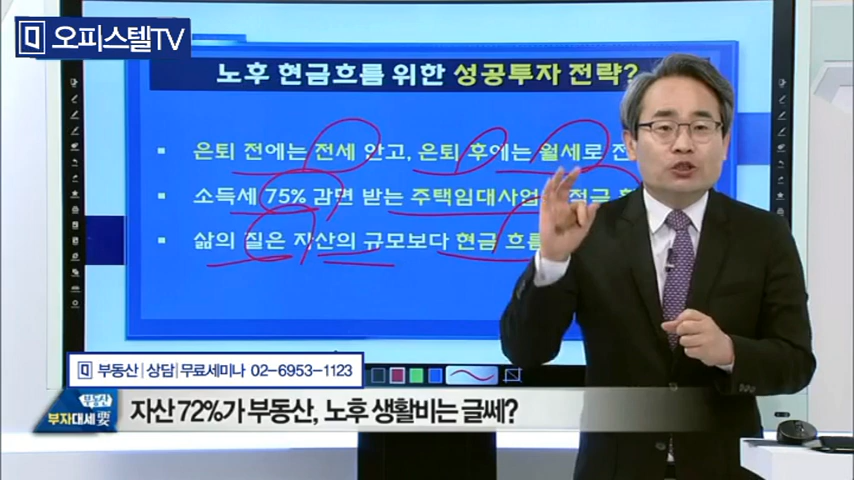 오피스텔TV
노후 현금흐름 위한 성공투자 전략?
▪ 은퇴 전에는 전세 안고, 은퇴 후에는 월세로
▪ 소득세 75% 감면 받는 주택임대사업
▪ 삶의 질은 자산의 규모보다 현금 흐름
부동산|상담|무료세미나 02-6953-1123
부동산
부자대세
자산 72%가 부동산, 노후 생활비는 글쎄?